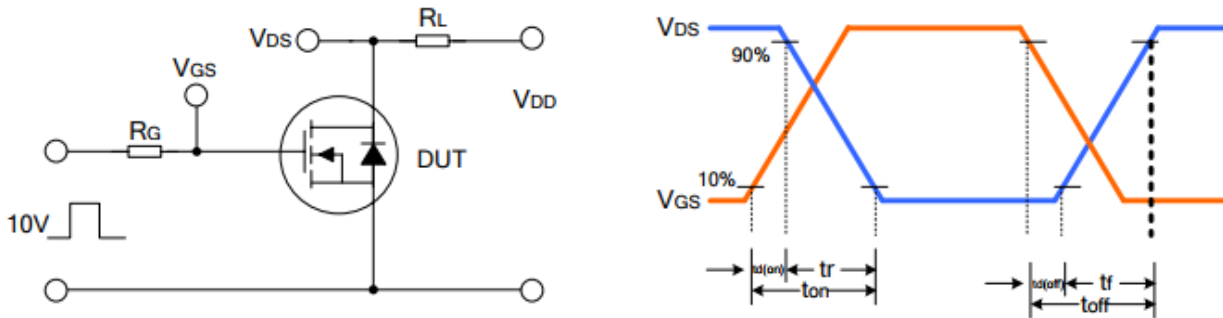 VDS
RL
VGS
VDD
RG
DUT
10V
VDS
90%
10%
VGS
td(on)
tr
ton
td(off)
tf
toff